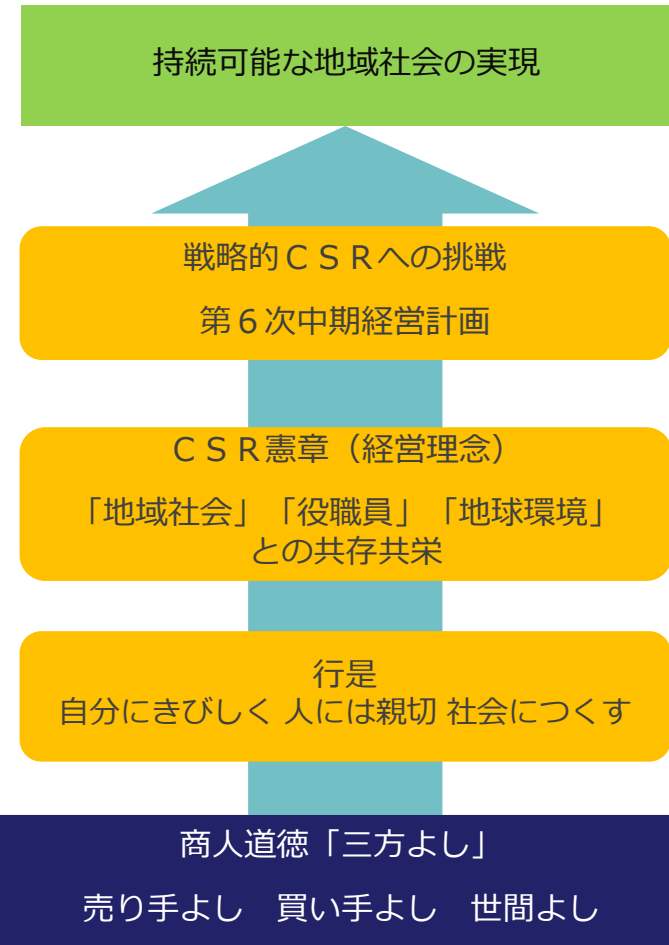 持続可能な地域社会の実現
戦略的ＣＳＲへの挑戦
第６次中期経営計画
ＣＳＲ憲章（経営理念）
「地域社会」「役職員」「地球環境」
との共存共栄
行是
自分にきびしく 人には親切 社会につくす
商人道徳「三方よし」
売り手よし　買い手よし　世間よし